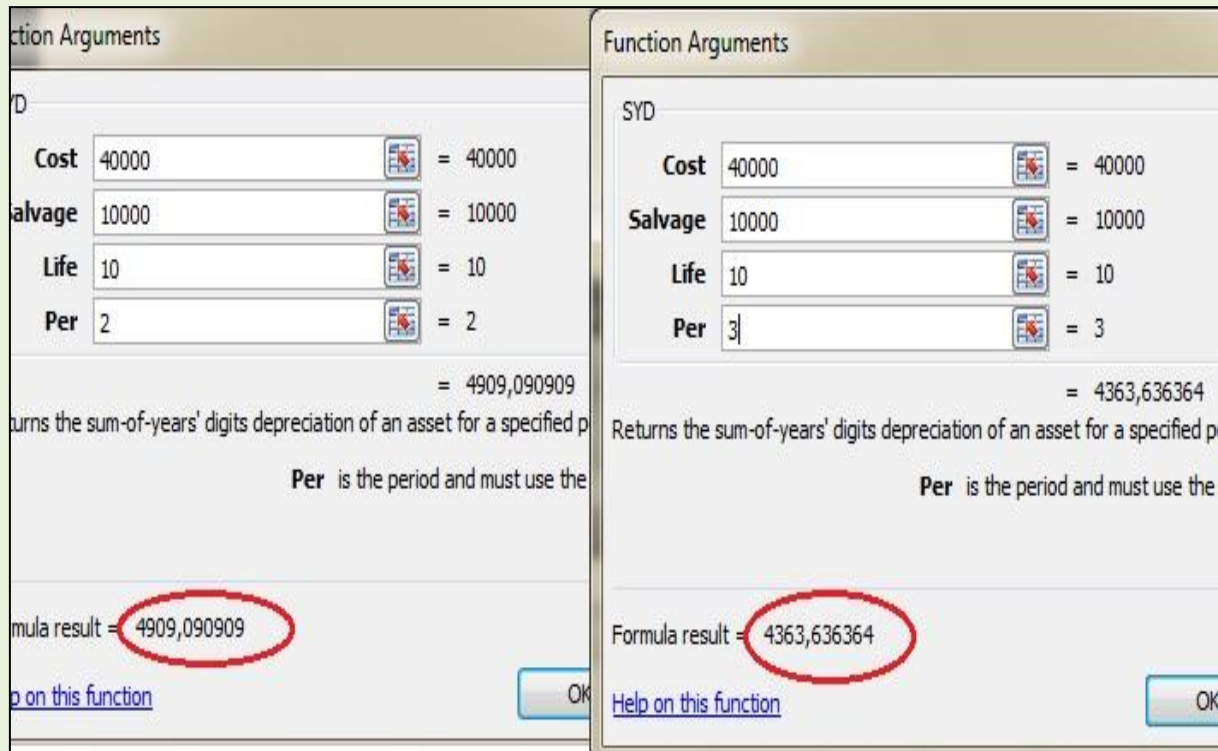 ction Arguments
YD
Cost 40000 = 40000
alvage 10000 = 10000
Life 10 = 10
Per 2 = 2
= 4909,090909
urns the sum-of-years' digits depreciation of an asset for a specified p
Per is the period and must use the
mula result = 4909,090909
p on this function
OK
Function Arguments
SYD
Cost 40000 = 40000
Salvage 10000 = 10000
Life 10 = 10
Per 3 = 3
= 4363,636364
Returns the sum-of-years' digits depreciation of an asset for a specified p
Per is the period and must use the
Formula result = 4363,636364
Help on this function
OK